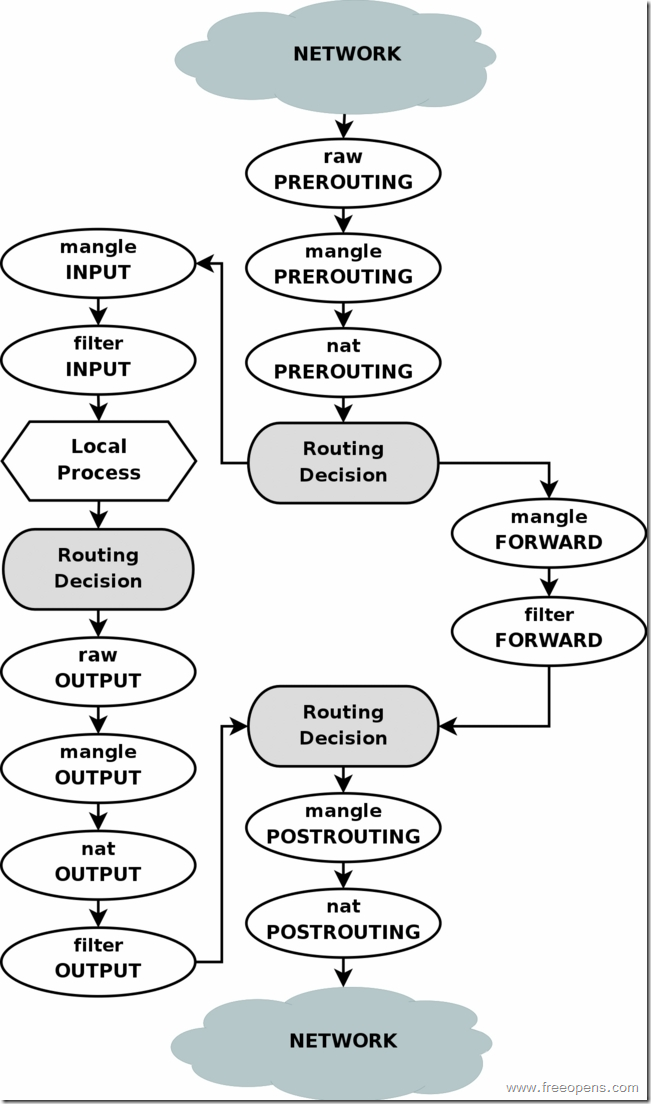 NETWORK
raw
PREROUTING
mangle
PREROUTING
nat
PREROUTING
Routing
Decision
mangle
INPUT
filter
INPUT
Local
Process
Routing
Decision
raw
OUTPUT
mangle
OUTPUT
nat
OUTPUT
filter
OUTPUT
mangle
FORWARD
filter
FORWARD
Routing
Decision
mangle
POSTROUTING
nat
POSTROUTING
NETWORK
www.freeopens.com